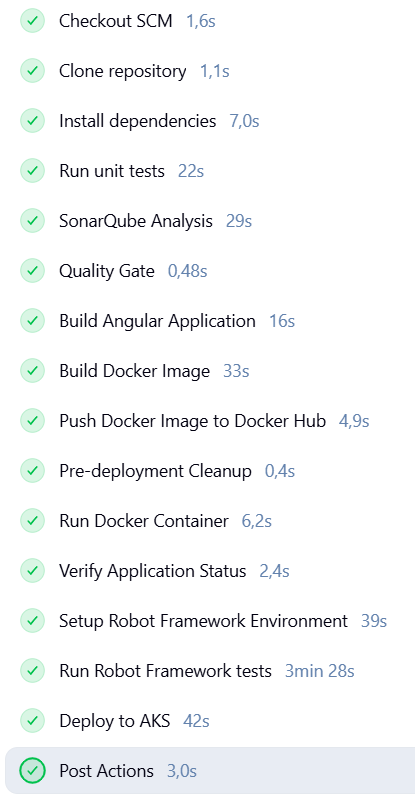 Checkout SCM 1,6s
Clone repository 1,1s
Install dependencies 7,0s
Run unit tests 22s
SonarQube Analysis 29s
Quality Gate 0,48s
Build Angular Application 16s
Build Docker Image 33s
Push Docker Image to Docker Hub 4,9s
Pre-deployment Cleanup 0,4s
Run Docker Container 6,2s
Verify Application Status 2,4s
Setup Robot Framework Environment 39s
Run Robot Framework tests 3min 28s
Deploy to AKS 42s
Post Actions 3,0s